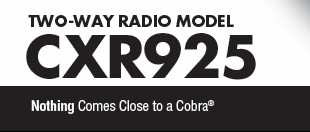 TWO-WAY RADIO MODEL
CXR925
Nothing Comes Close to a Cobra®